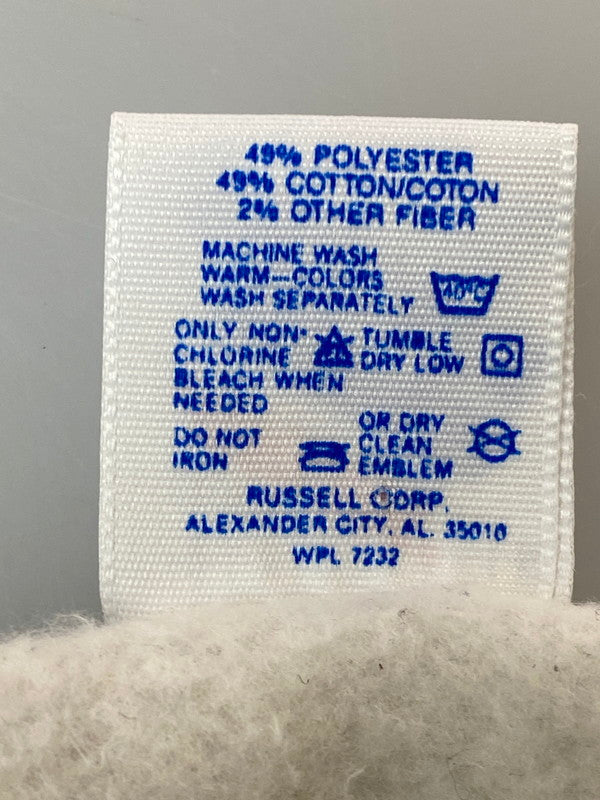 49% POLYESTER
49% COTTON/COTON
2% OTHER FIBER
MACHINE WASH
WARM—COLORS
WASH SEPARATELY
40°C
ONLY NON-
CHLORINE
BLEACH WHEN
NEEDED
TUMBLE
DRY LOW
DO NOT
IRON
OR DRY
CLEAN
EMBLEM
RUSSELL CORP.
ALEXANDER CITY, AL. 35010
WPL 7232